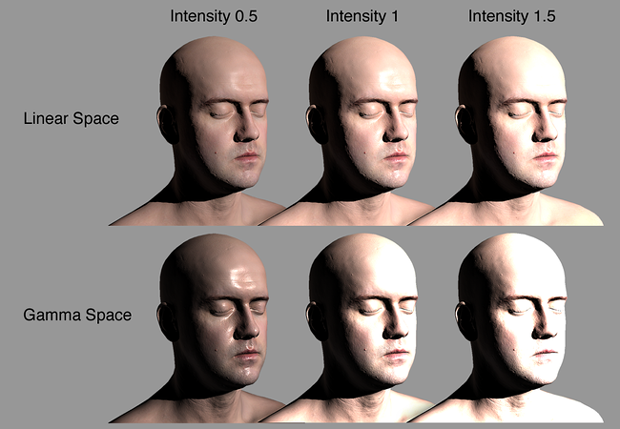 Intensity 0.5
Intensity 1
Intensity 1.5
Linear Space
Gamma Space